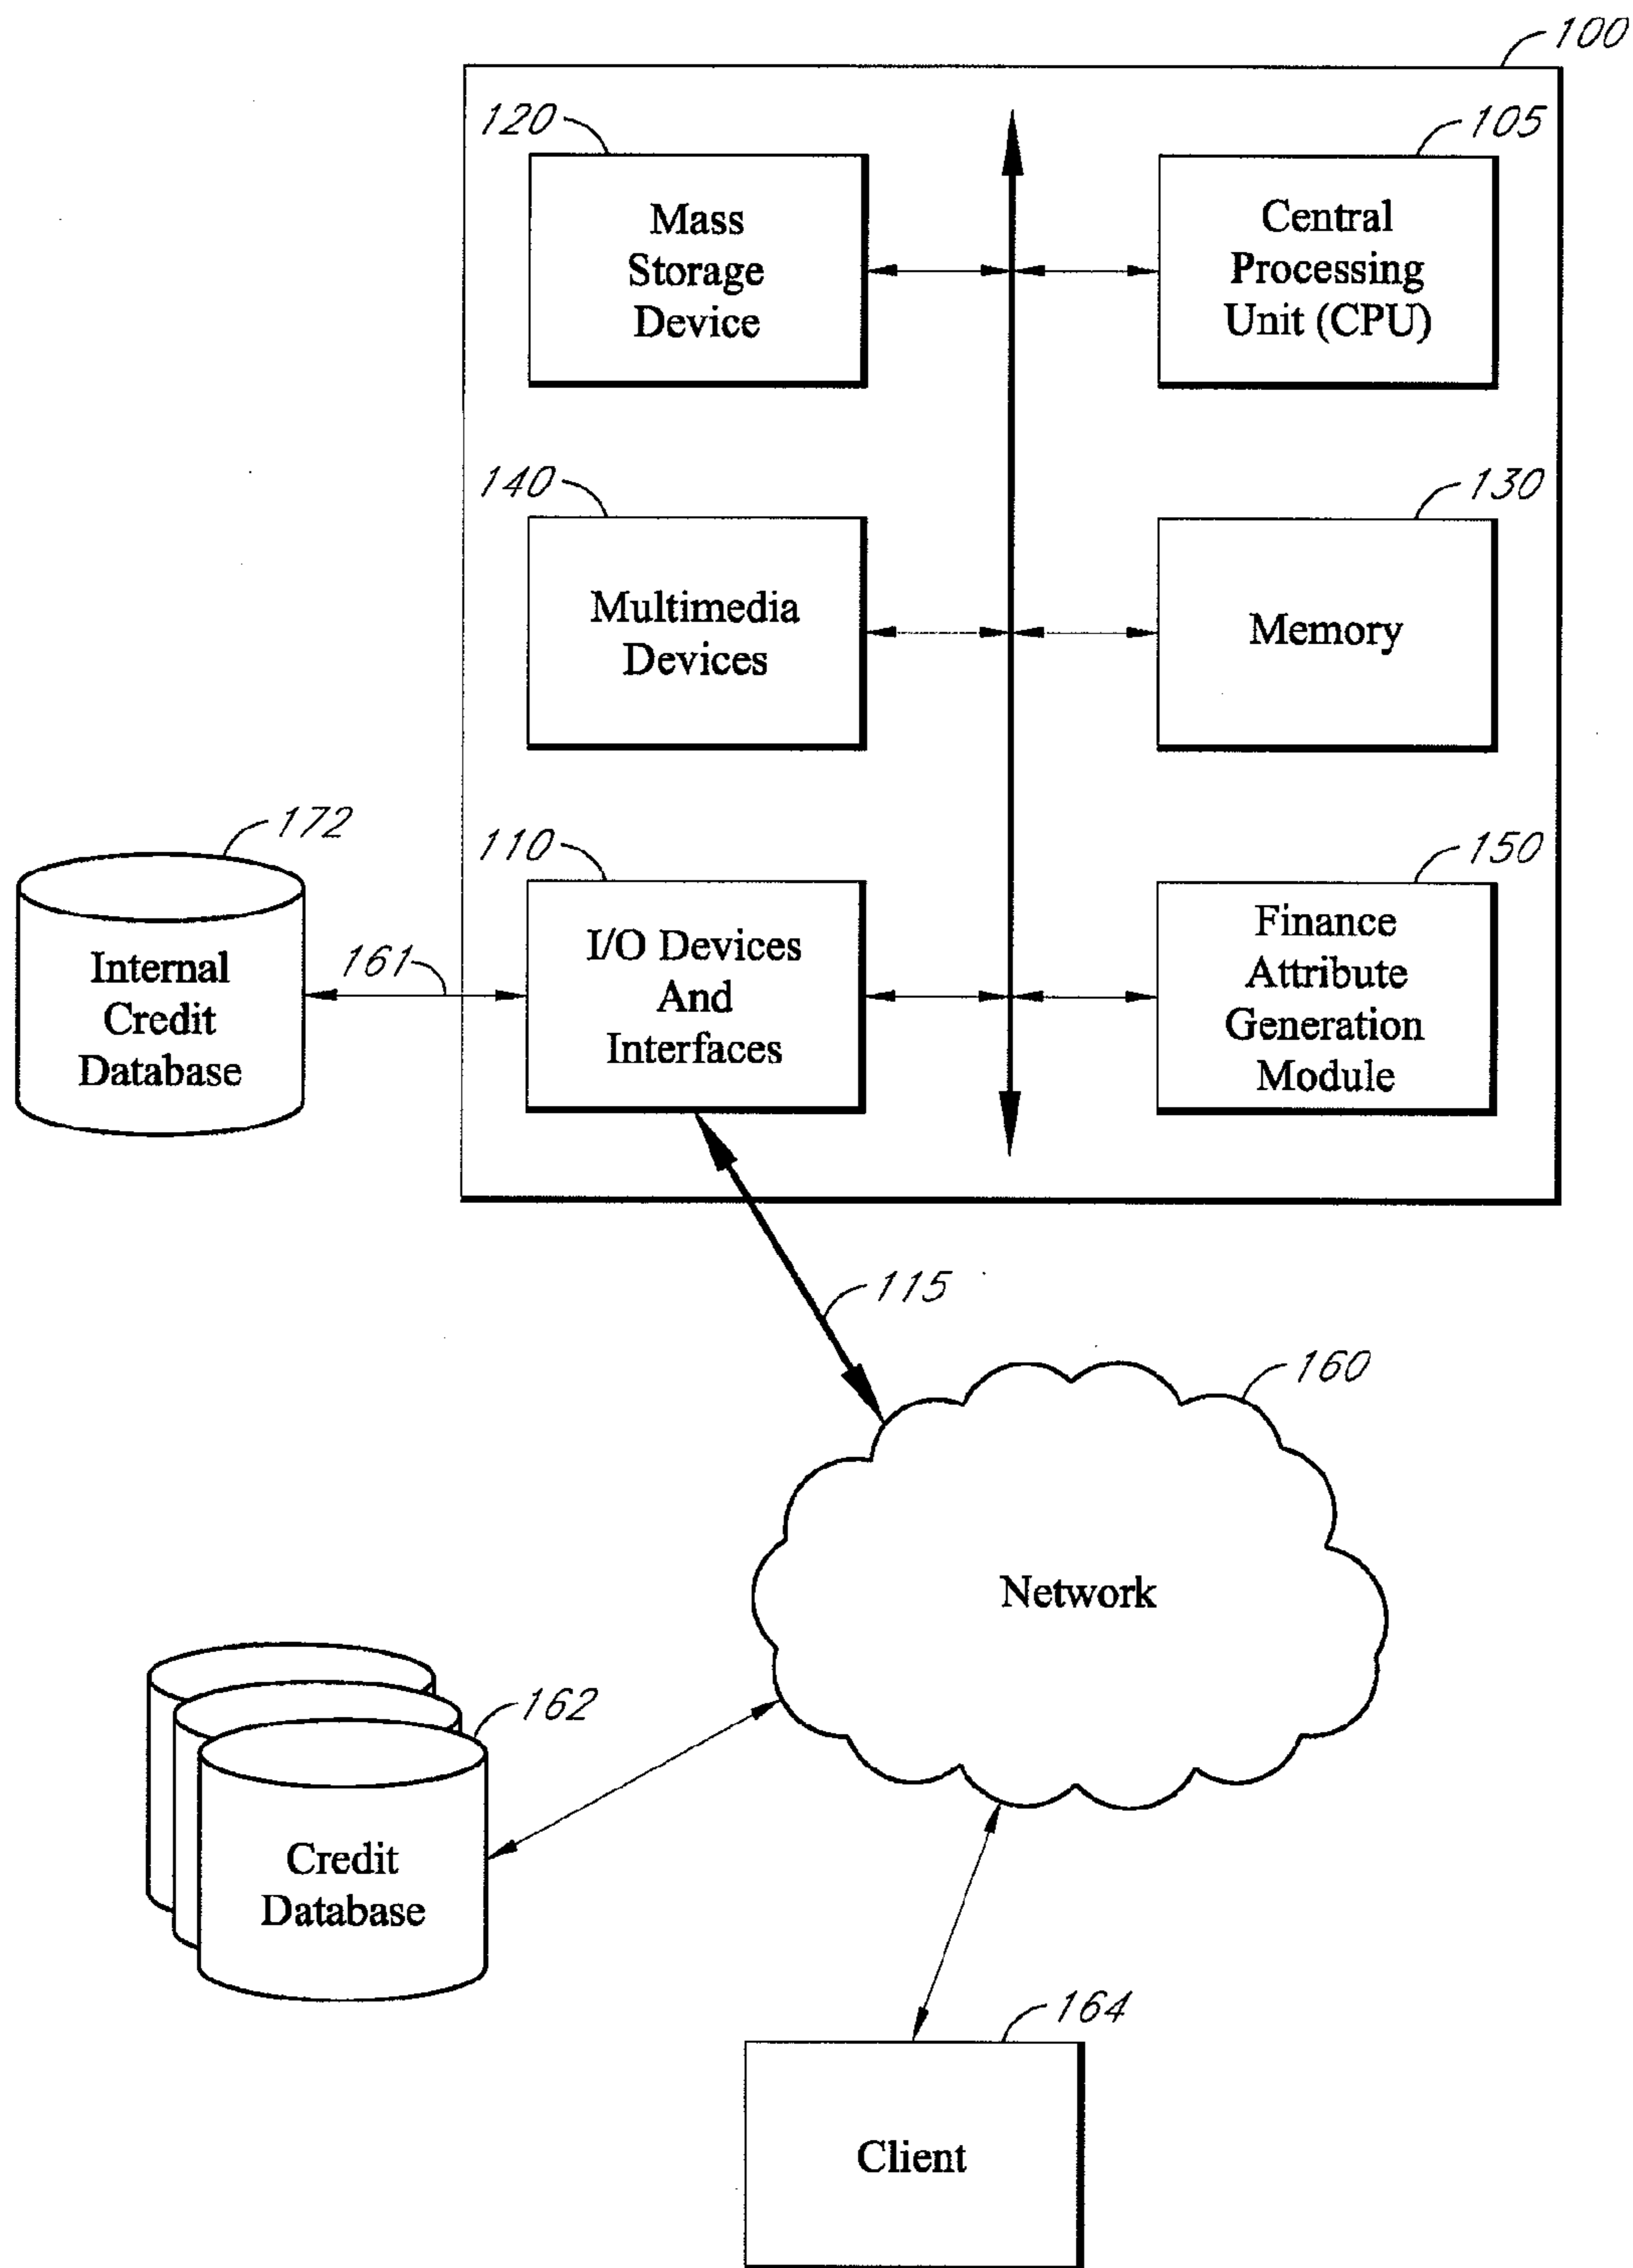 100
120
105
Mass
Storage
Device
Central
Processing
Unit (CPU)
140
130
Multimedia
Devices
Memory
172
110
150
Internal
Credit
Database
161
I/O Devices
And
Interfaces
Finance
Attribute
Generation
Module
115
160
Network
162
Credit
Database
164
Client